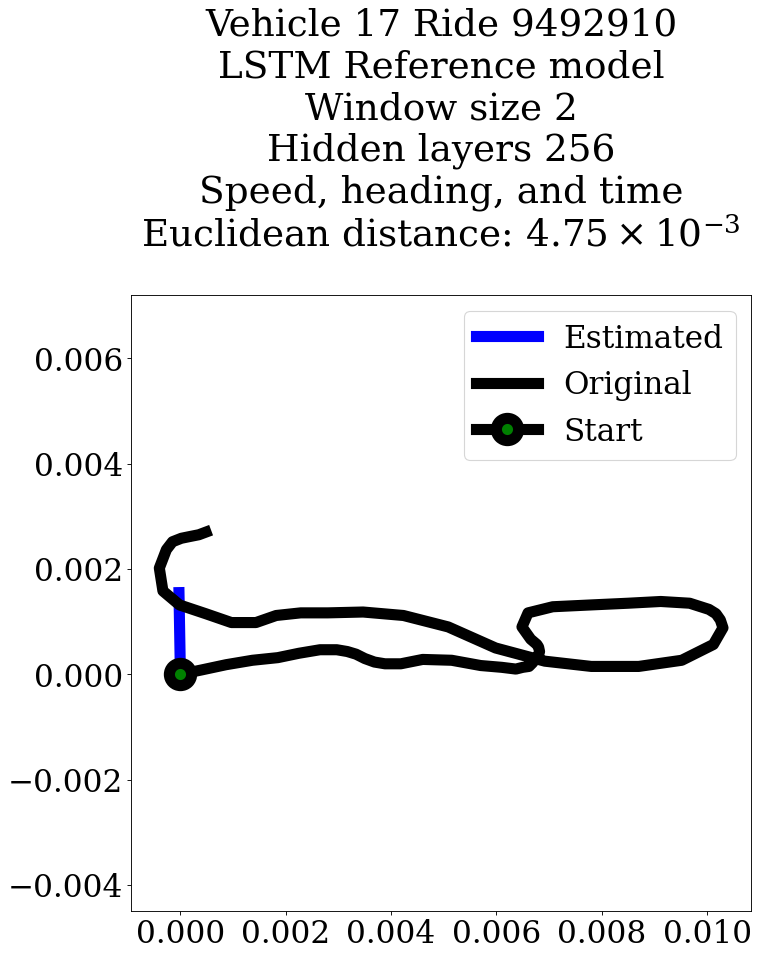 Vehicle 17 Ride 9492910
LSTM Reference model
Window size 2
Hidden layers 256
Speed, heading, and time
Euclidean distance: 4.75 × 10⁻³
Estimated
Original
Start
0.006
0.004
0.002
0.000
−0.002
−0.004
0.000 0.002 0.004 0.006 0.008 0.010